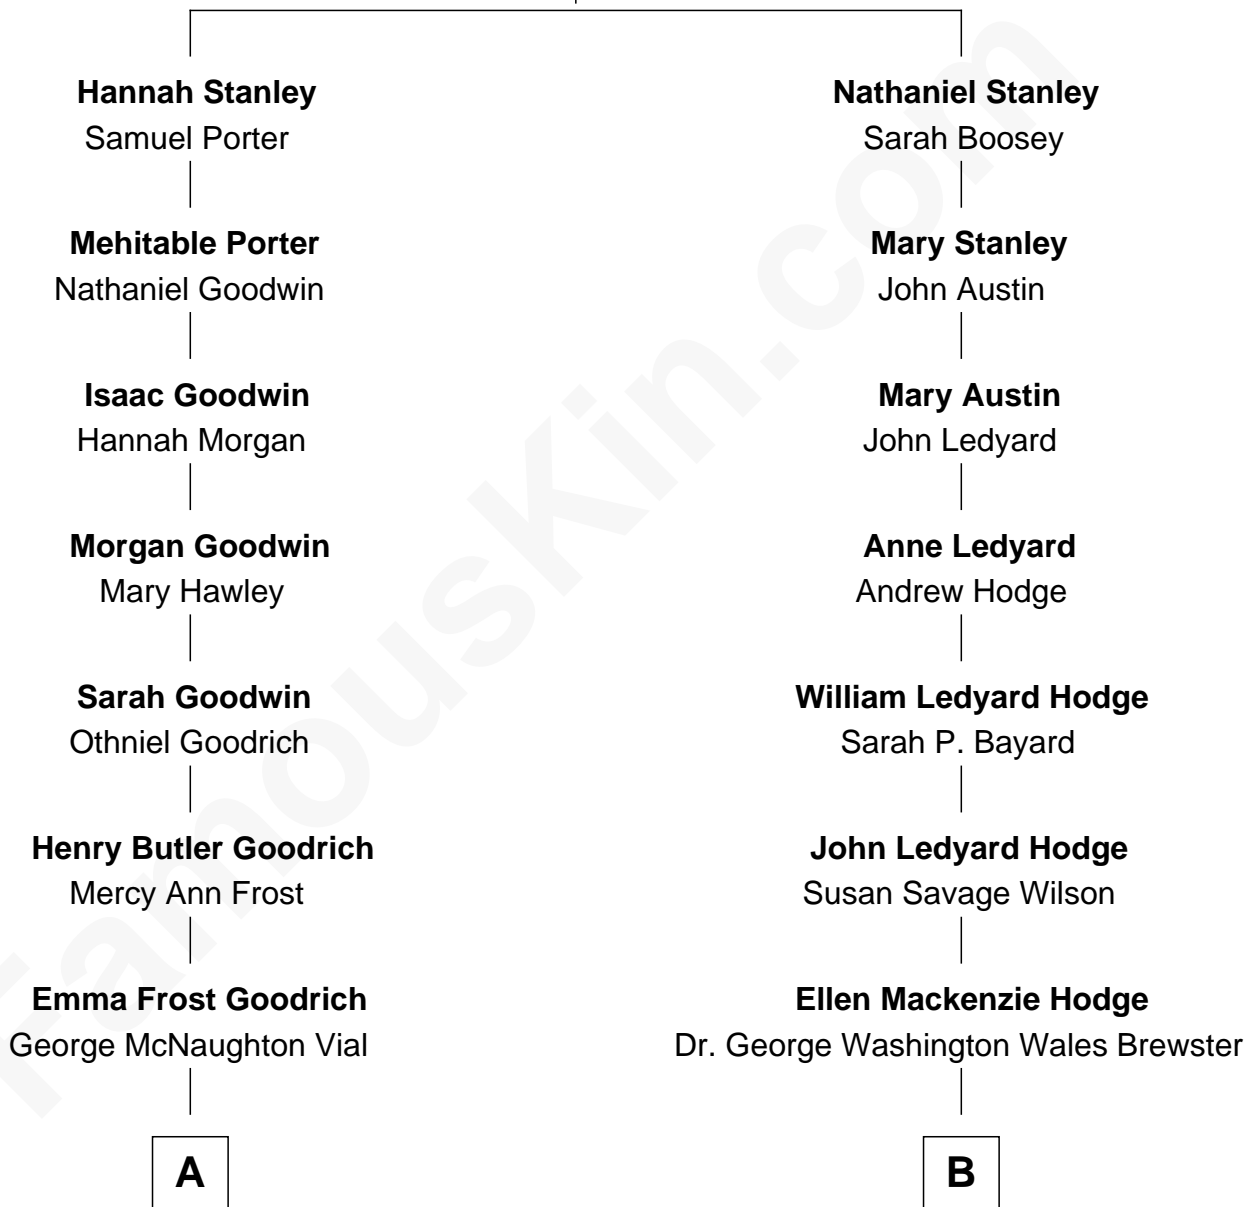 Hannah Stanley
Samuel Porter
Mehitable Porter
Nathaniel Goodwin
Isaac Goodwin
Hannah Morgan
Morgan Goodwin
Mary Hawley
Sarah Goodwin
Othniel Goodrich
Henry Butler Goodrich
Mercy Ann Frost
Emma Frost Goodrich
George McNaughton Vial
A
Nathaniel Stanley
Sarah Boosey
Mary Stanley
John Austin
Mary Austin
John Ledyard
Anne Ledyard
Andrew Hodge
William Ledyard Hodge
Sarah P. Bayard
John Ledyard Hodge
Susan Savage Wilson
Ellen Mackenzie Hodge
Dr. George Washington Wales Brewster
B
FamousKin.com